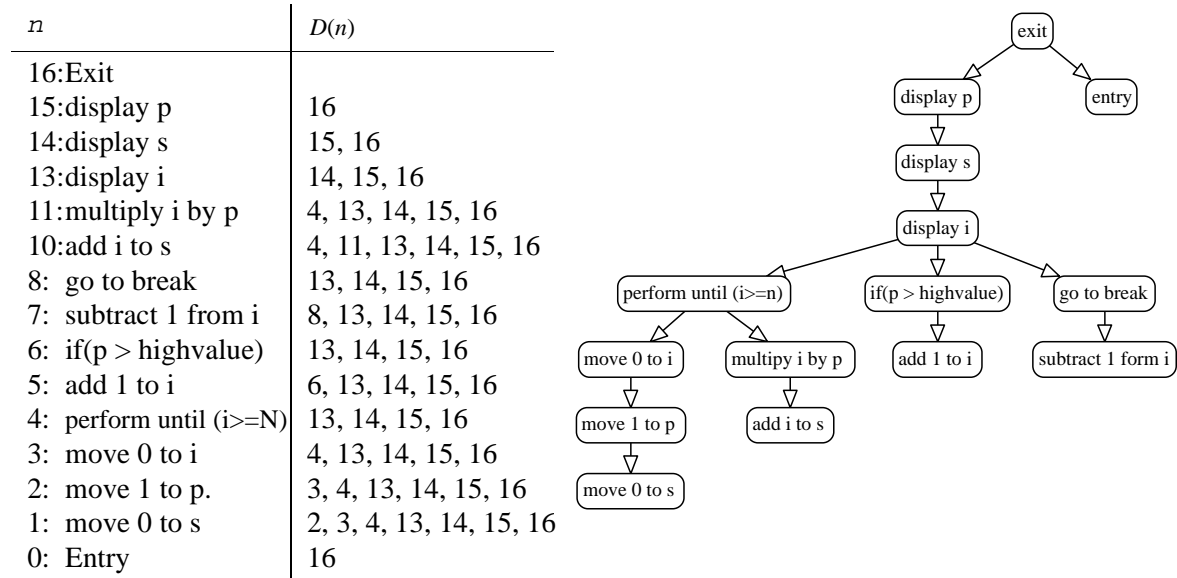 n D(n)
16:Exit
15:display p 16
14:display s 15, 16
13:display i 14, 15, 16
11:multiply i by p 4, 13, 14, 15, 16
10:add i to s 4, 11, 13, 14, 15, 16
8: go to break 13, 14, 15, 16
7: subtract 1 from i 8, 13, 14, 15, 16
6: if(p > highvalue) 13, 14, 15, 16
5: add 1 to i 6, 13, 14, 15, 16
4: perform until (i>=N) 13, 14, 15, 16
3: move 0 to i 4, 13, 14, 15, 16
2: move 1 to p. 3, 4, 13, 14, 15, 16
1: move 0 to s 2, 3, 4, 13, 14, 15, 16
0: Entry 16
exit
display p entry
display s
display i
perform until (i>=n) if(p > highvalue) go to break
move 0 to i multipy i by p add 1 to i subtract 1 form i
move 1 to p add i to s
move 0 to s